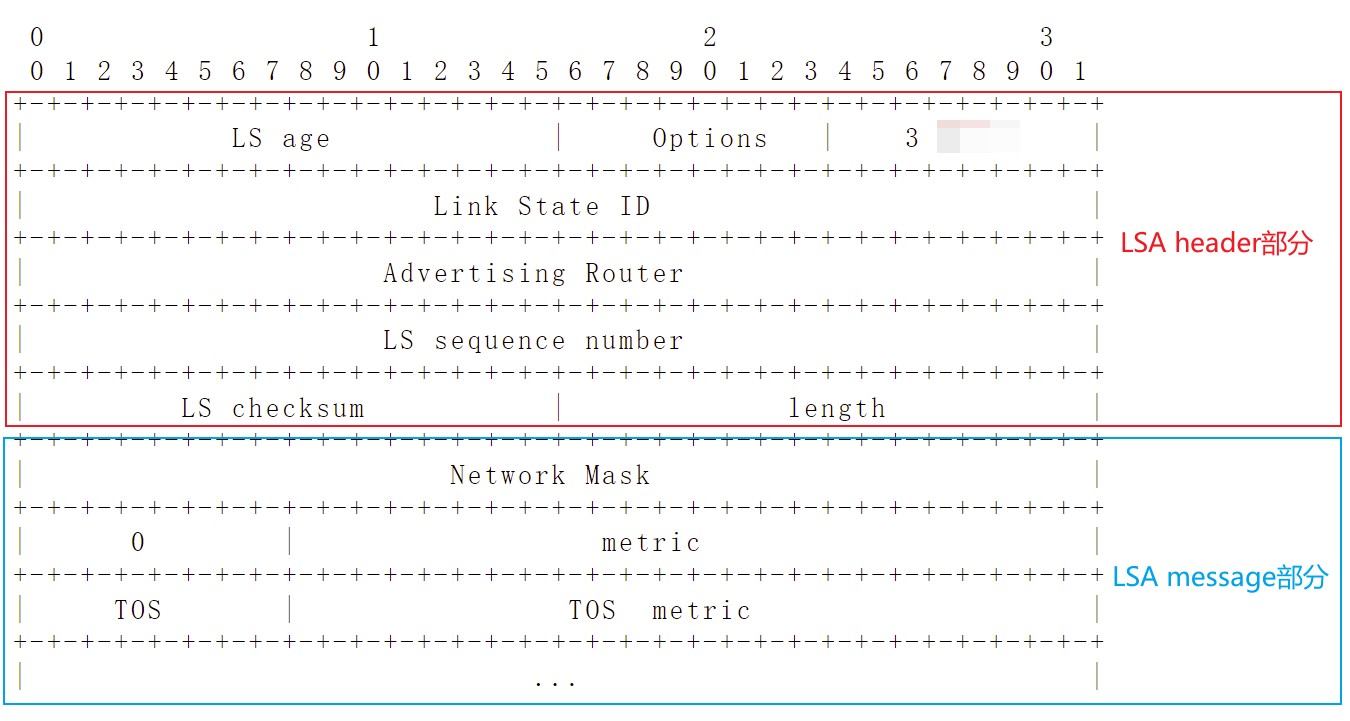 0 1 2 3
0 1 2 3 4 5 6 7 8 9 0 1 2 3 4 5 6 7 8 9 0 1 2 3 4 5 6 7 8 9 0 1
+-+-+-+-+-+-+-+-+-+-+-+-+-+-+-+-+-+-+-+-+-+-+-+-+-+-+-+-+-+-+-+-+
| LS age | Options | 3 |
+-+-+-+-+-+-+-+-+-+-+-+-+-+-+-+-+-+-+-+-+-+-+-+-+-+-+-+-+-+-+-+-+
| Link State ID |
+-+-+-+-+-+-+-+-+-+-+-+-+-+-+-+-+-+-+-+-+-+-+-+-+-+-+-+-+-+-+-+-+
LSA header部分
| Advertising Router |
+-+-+-+-+-+-+-+-+-+-+-+-+-+-+-+-+-+-+-+-+-+-+-+-+-+-+-+-+-+-+-+-+
| LS sequence number |
+-+-+-+-+-+-+-+-+-+-+-+-+-+-+-+-+-+-+-+-+-+-+-+-+-+-+-+-+-+-+-+-+
| LS checksum | length |
+-+-+-+-+-+-+-+-+-+-+-+-+-+-+-+-+-+-+-+-+-+-+-+-+-+-+-+-+-+-+-+-+
| Network Mask |
+-+-+-+-+-+-+-+-+-+-+-+-+-+-+-+-+-+-+-+-+-+-+-+-+-+-+-+-+-+-+-+-+
| 0 | metric |
+-+-+-+-+-+-+-+-+-+-+-+-+-+-+-+-+-+-+-+-+-+-+-+-+-+-+-+-+-+-+-+-+
LSA message部分
| TOS | TOS metric |
+-+-+-+-+-+-+-+-+-+-+-+-+-+-+-+-+-+-+-+-+-+-+-+-+-+-+-+-+-+-+-+-+
| ... |